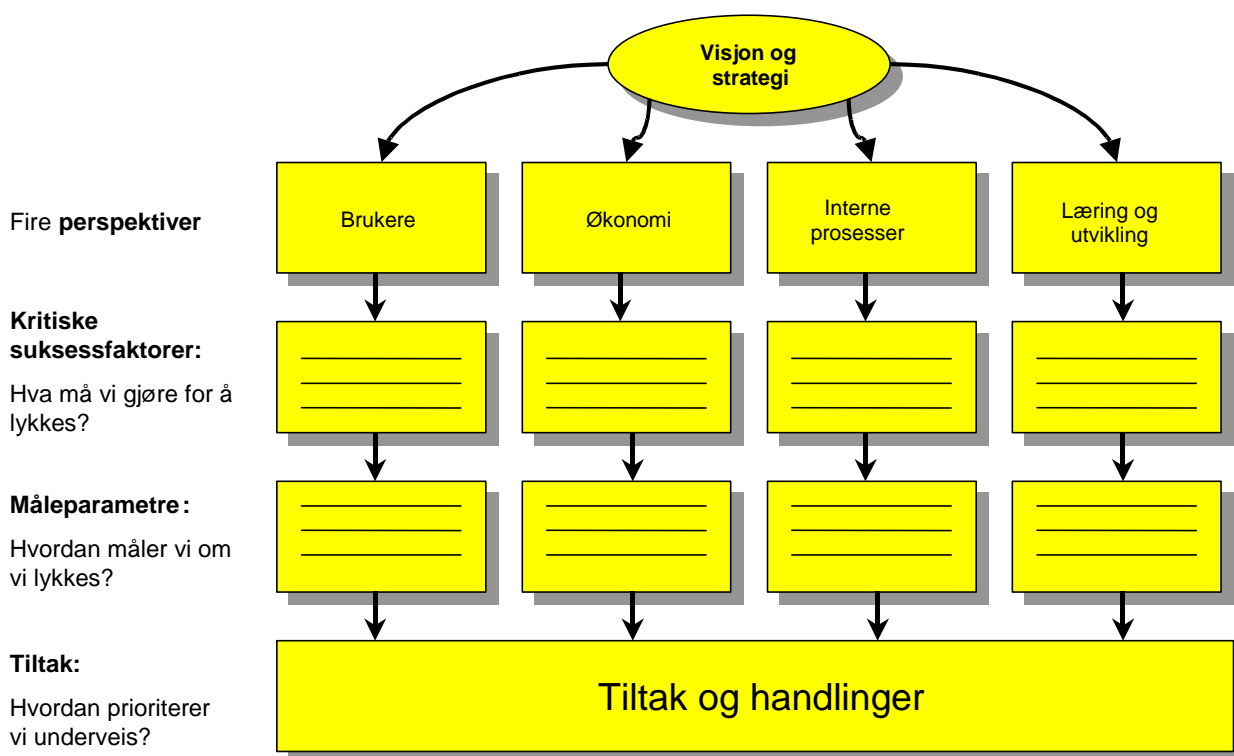 Visjon og
strategi
Fire perspektiver
Brukere
Økonomi
Interne
prosesser
Læring og
utvikling
Kritiske
suksessfaktorer:
Hva må vi gjøre for å
lykkes?
Måleparametre:
Hvordan måler vi om
vi lykkes?
Tiltak:
Hvordan prioriterer
vi underveis?
Tiltak og handlinger